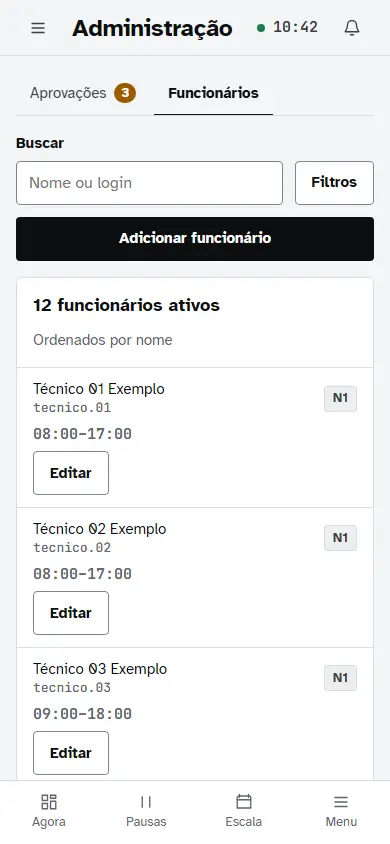 Administração
10:42
Aprovações 3
Funcionários
Buscar
Nome ou login
Filtros
Adicionar funcionário
12 funcionários ativos
Ordenados por nome
Técnico 01 Exemplo
N1
tecnico.01
08:00–17:00
Editar
Técnico 02 Exemplo
N1
tecnico.02
08:00–17:00
Editar
Técnico 03 Exemplo
N1
tecnico.03
09:00–18:00
Editar
Agora
Pausas
Escala
Menu